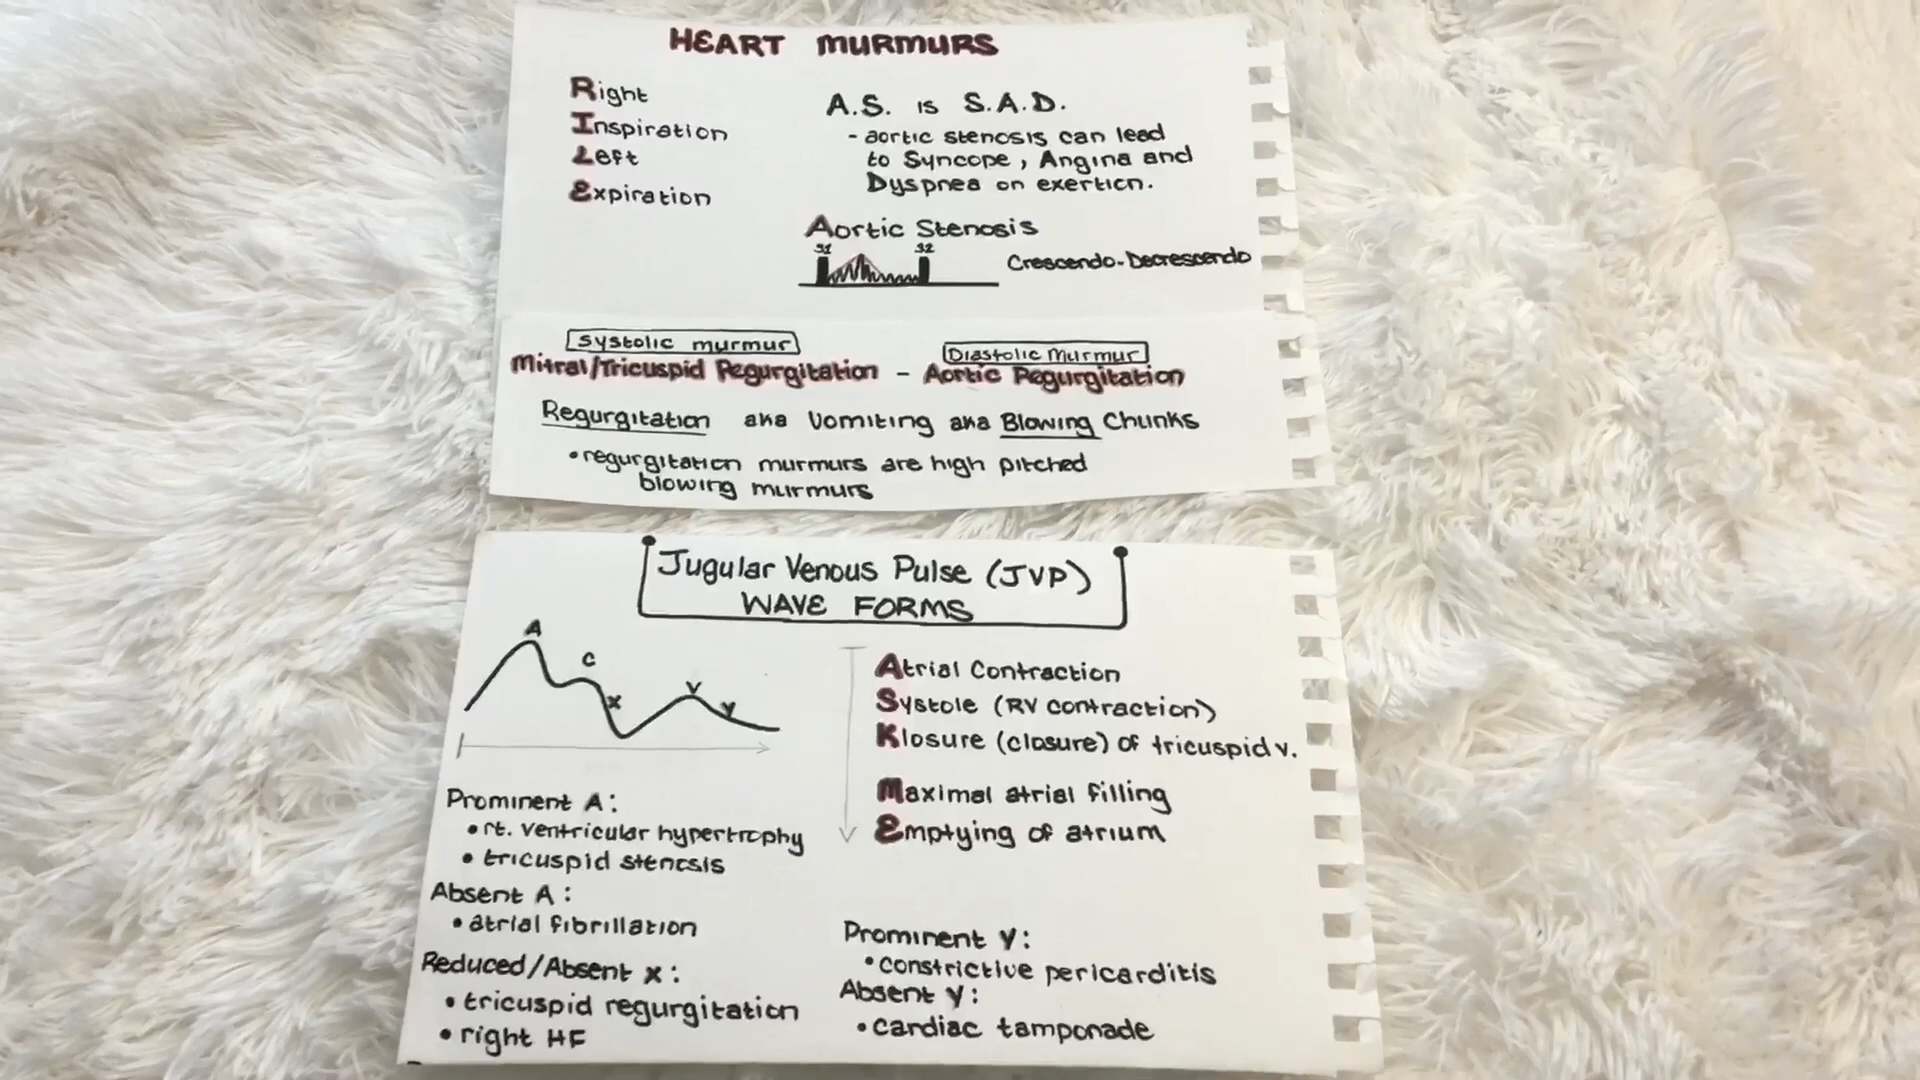 HEART MURMURS
Right
Inspiration
Left
Expiration
A.S. is S.A.D.
- aortic stenosis can lead
to Syncope, Angina and
Dyspnea on exertion.
Aortic Stenosis
S1 S2
Crescendo-Decrescendo
Systolic murmur
Diastolic Murmur
Mitral/Tricuspid Regurgitation - Aortic Regurgitation
Regurgitation aka Vomiting aka Blowing Chunks
• regurgitation murmurs are high pitched
blowing murmurs
Jugular Venous Pulse (JVP)
WAVE FORMS
A
C
X
V
Y
Atrial Contraction
Systole (RV contraction)
Klosure (closure) of tricuspid v.
Maximal atrial filling
Emptying of atrium
Prominent A:
• rt. ventricular hypertrophy
• tricuspid stenosis
Absent A:
• atrial fibrillation
Reduced/Absent x:
• tricuspid regurgitation
• right HF
Prominent Y:
• constrictive pericarditis
Absent Y:
• cardiac tamponade